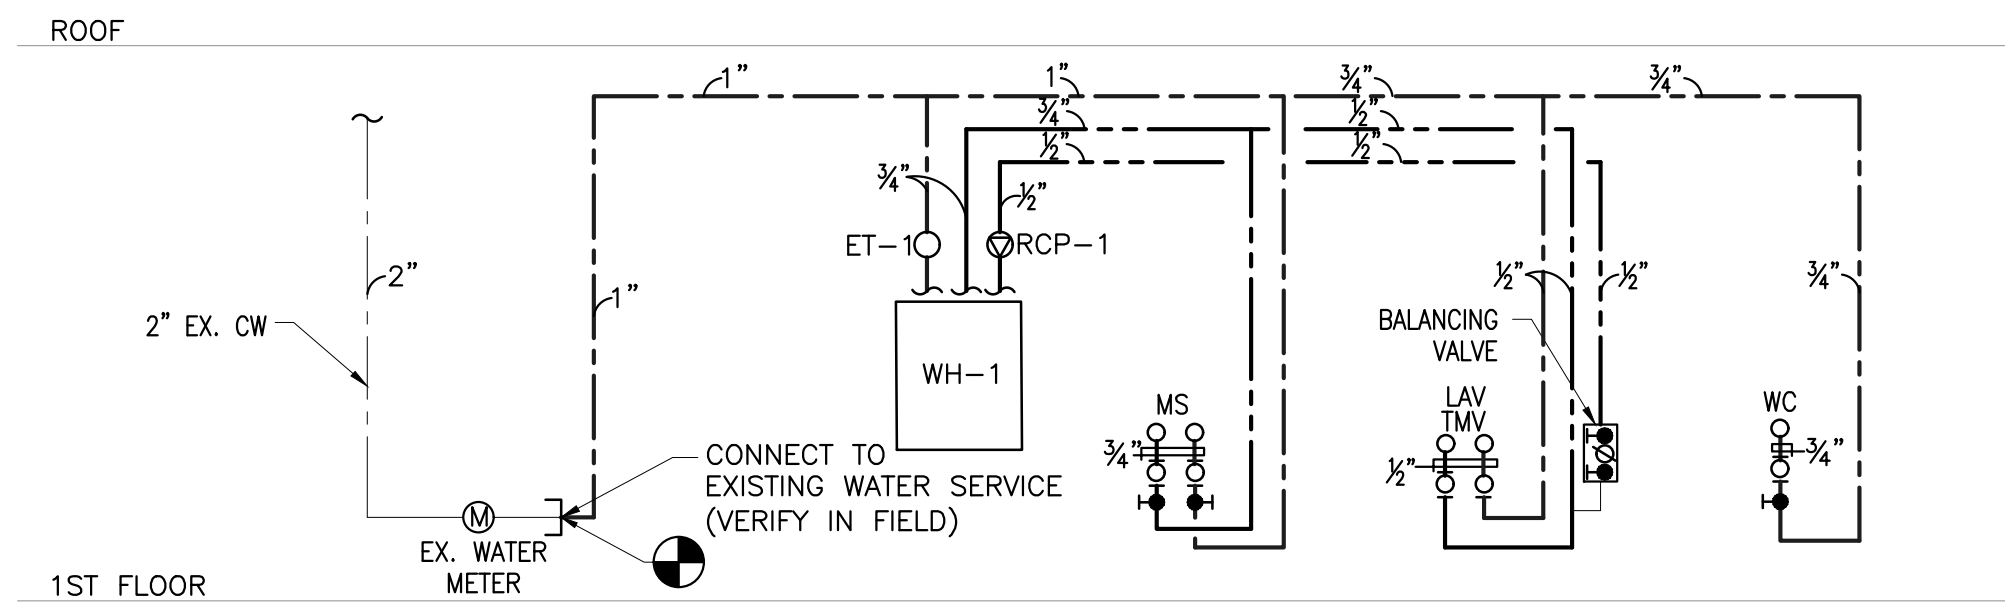 ROOF
1"
1"
3/4"
3/4"
3/4"
1/2"
1/2"
1/2"
3/4"
1/2"
ET-1
RCP-1
2"
1"
1/2"
1/2"
3/4"
2" EX. CW
BALANCING
VALVE
WH-1
MS
LAV
TMV
WC
3/4"
1/2"
3/4"
CONNECT TO
EXISTING WATER SERVICE
(VERIFY IN FIELD)
M
EX. WATER
METER
1ST FLOOR